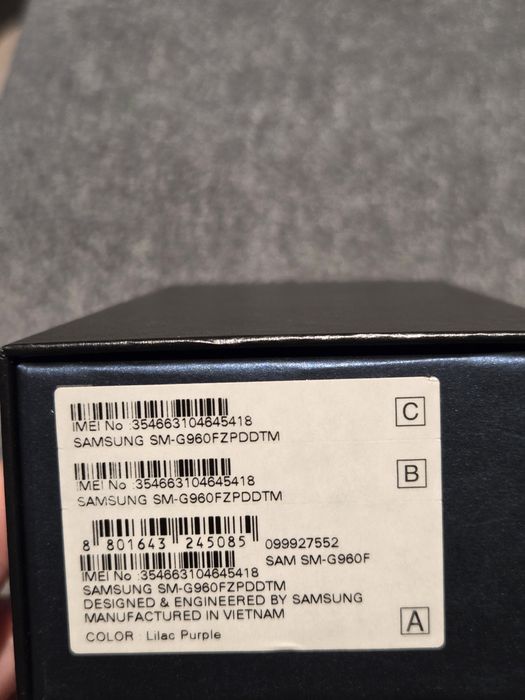 IMEI No :354663104645418
SAMSUNG SM-G960FZPDDTM
C
IMEI No :354663104645418
SAMSUNG SM-G960FZPDDTM
B
8 801643 245085 099927552
SAM SM-G960F
IMEI No :354663104645418
SAMSUNG SM-G960FZPDDTM
DESIGNED & ENGINEERED BY SAMSUNG
MANUFACTURED IN VIETNAM
COLOR : Lilac Purple
A